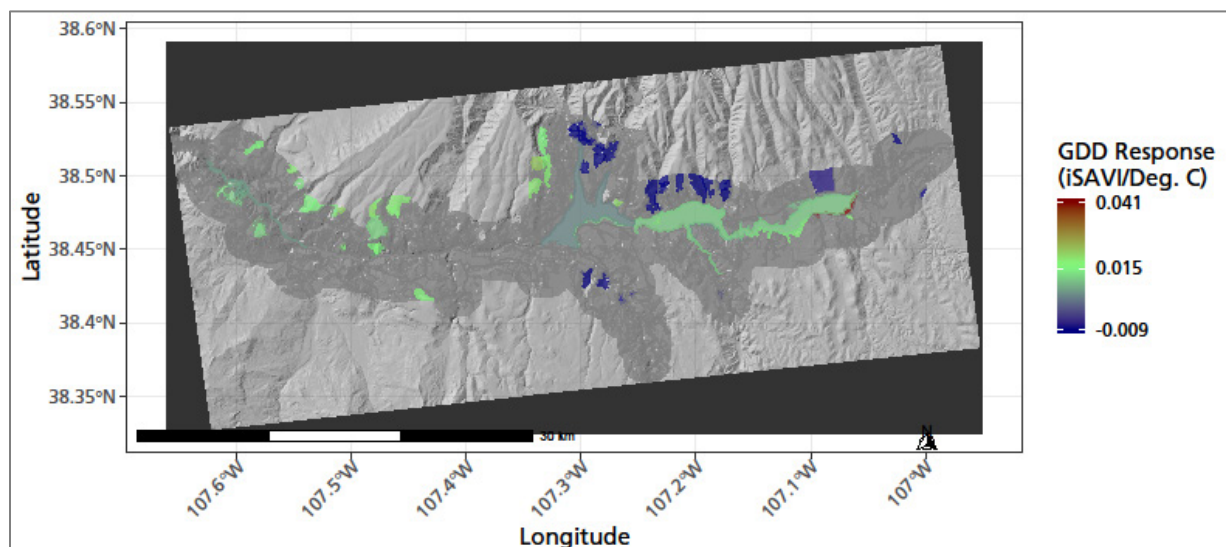 38.6°N
38.55°N
38.5°N
38.45°N
38.4°N
38.35°N
Latitude
30 km
N
107.6°W
107.5°W
107.4°W
107.3°W
107.2°W
107.1°W
107°W
Longitude
GDD Response
(iSAVI/Deg. C)
0.041
0.015
-0.009